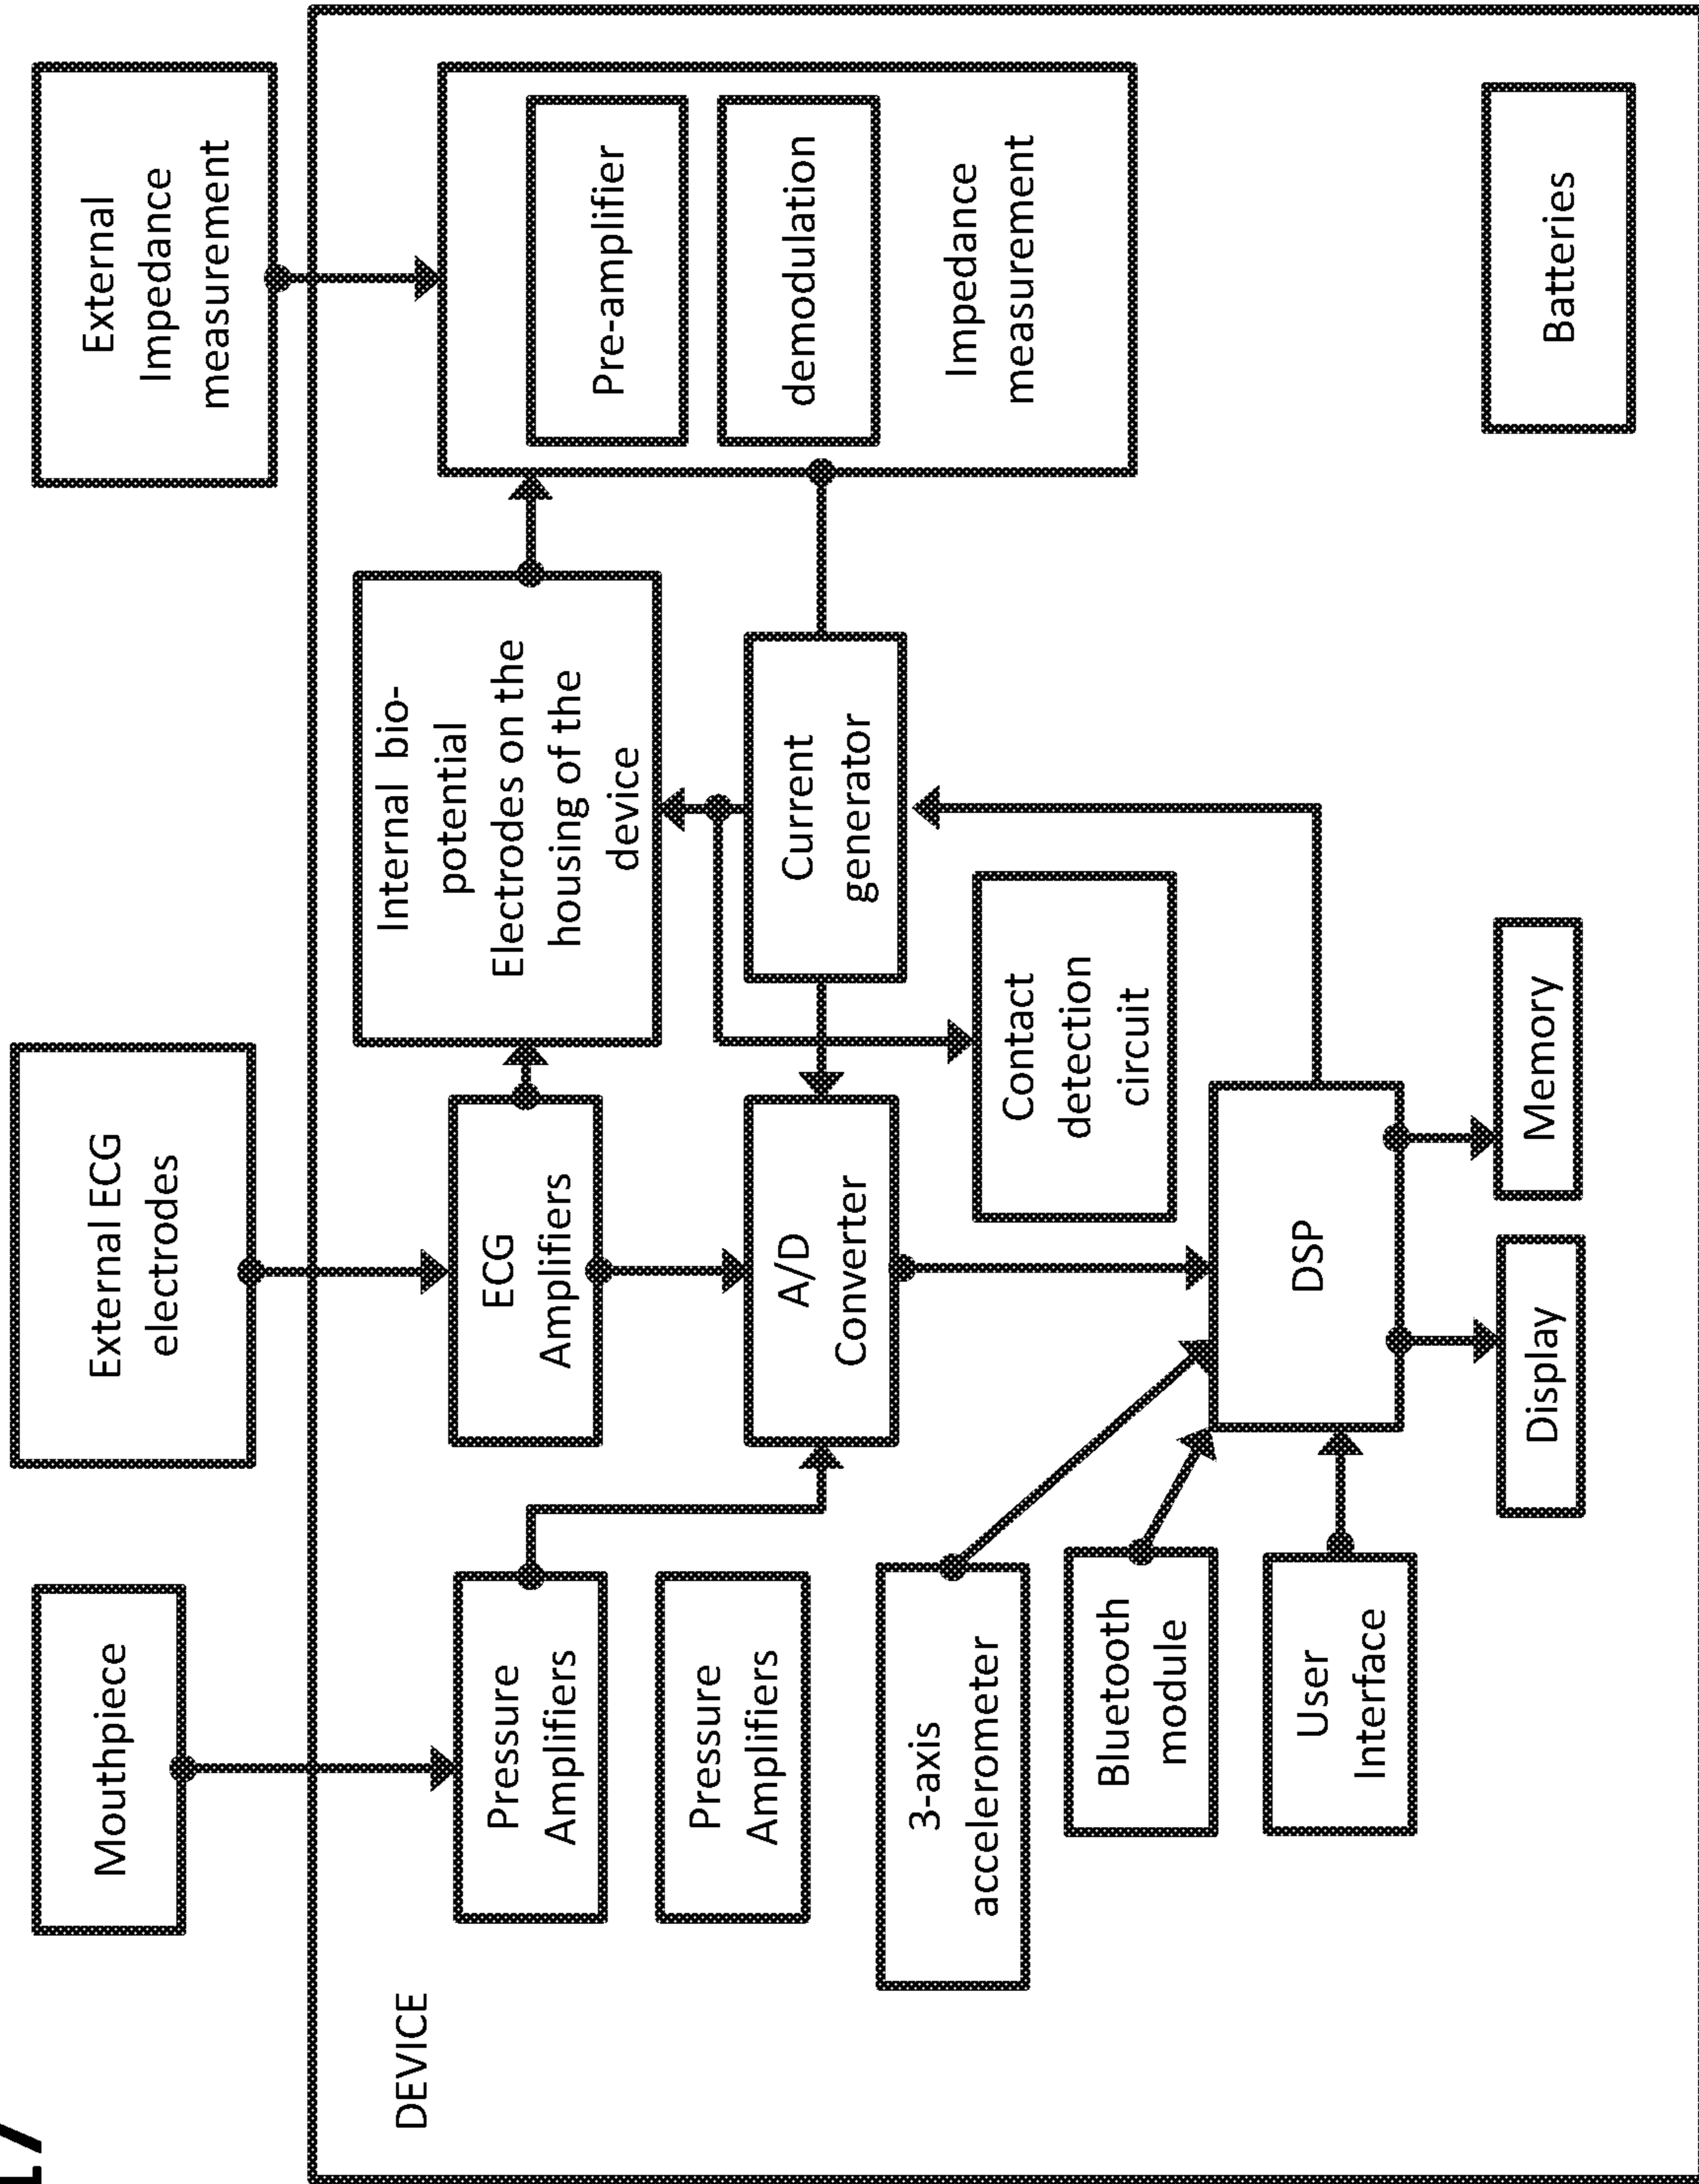 17
Mouthpiece
External ECG
electrodes
External
Impedance
measurement
DEVICE
Pressure
Amplifiers
ECG
Amplifiers
Internal bio-
potential
Electrodes on the
housing of the
device
Pre-amplifier
demodulation
Impedance
measurement
Pressure
Amplifiers
A/D
Converter
Current
generator
3-axis
accelerometer
Contact
detection
circuit
Bluetooth
module
User
Interface
DSP
Display
Memory
Batteries